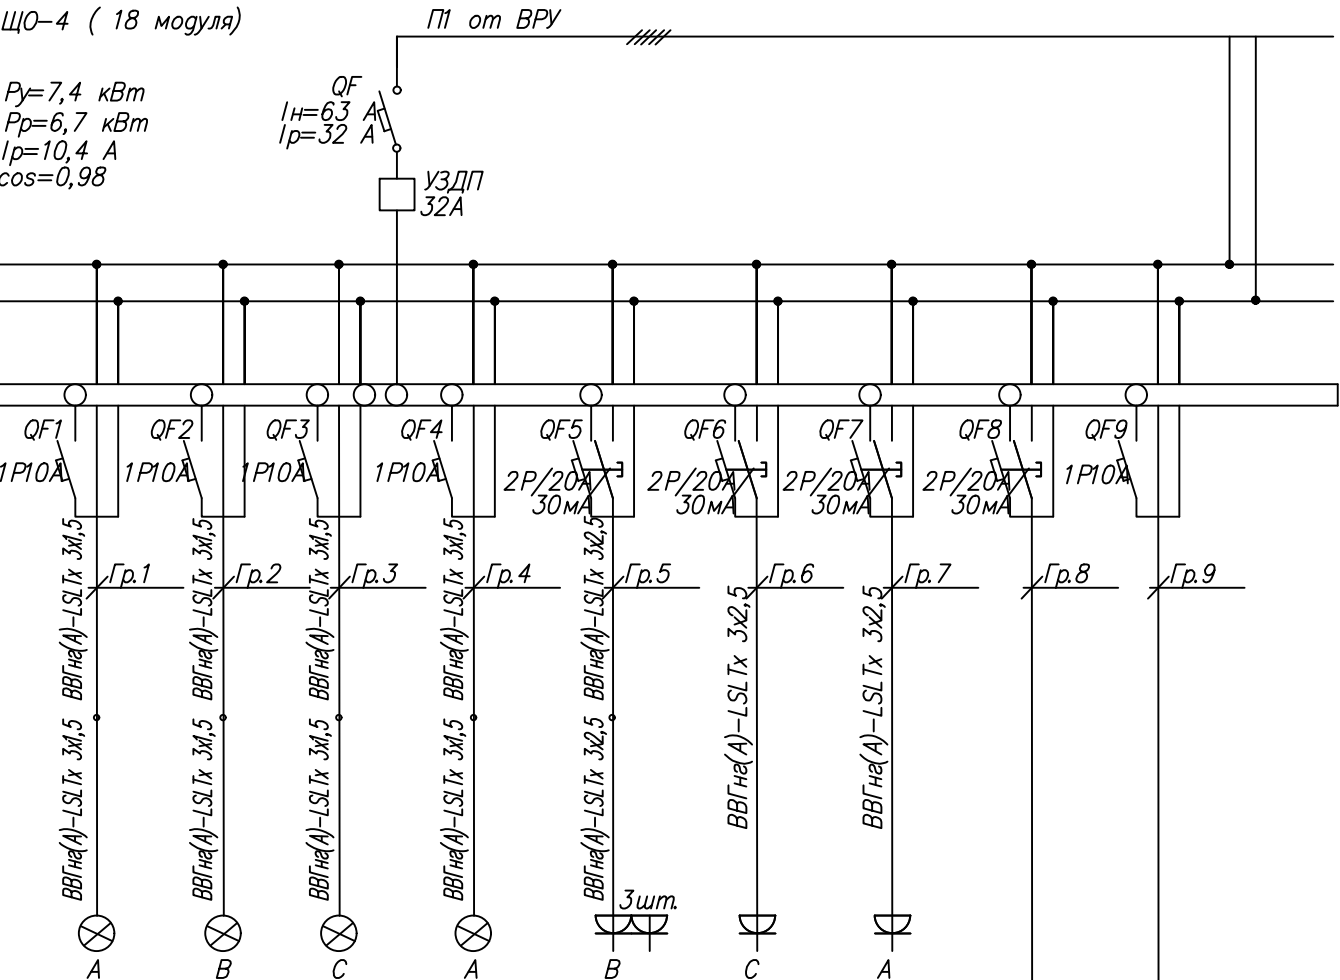 ЩО-4 ( 18 модуля)
П1 от ВРУ
Ру=7,4 кВт
Рр=6,7 кВт
Iр=10,4 А
cos=0,98
QF
Iн=63 А
Iр=32 А
УЗДП
32А
QF1
QF2
QF3
QF4
QF5
QF6
QF7
QF8
QF9
1Р10А
1Р10А
1Р10А
1Р10А
2Р/20А
30мА
2Р/20А
30мА
2Р/20А
30мА
2Р/20А
30мА
1Р10А
Гр.1
Гр.2
Гр.3
Гр.4
Гр.5
Гр.6
Гр.7
Гр.8
Гр.9
ВВГнг(А)-LSLTx 3х1,5
ВВГнг(А)-LSLTx 3х1,5
ВВГнг(А)-LSLTx 3х1,5
ВВГнг(А)-LSLTx 3х1,5
ВВГнг(А)-LSLTx 3х2,5
ВВГнг(А)-LSLTx 3х2,5
ВВГнг(А)-LSLTx 3х2,5
ВВГнг(А)-LSLTx 3х1,5
ВВГнг(А)-LSLTx 3х1,5
ВВГнг(А)-LSLTx 3х1,5
ВВГнг(А)-LSLTx 3х1,5
ВВГнг(А)-LSLTx 3х2,5
3шт.
А
В
С
А
В
С
А